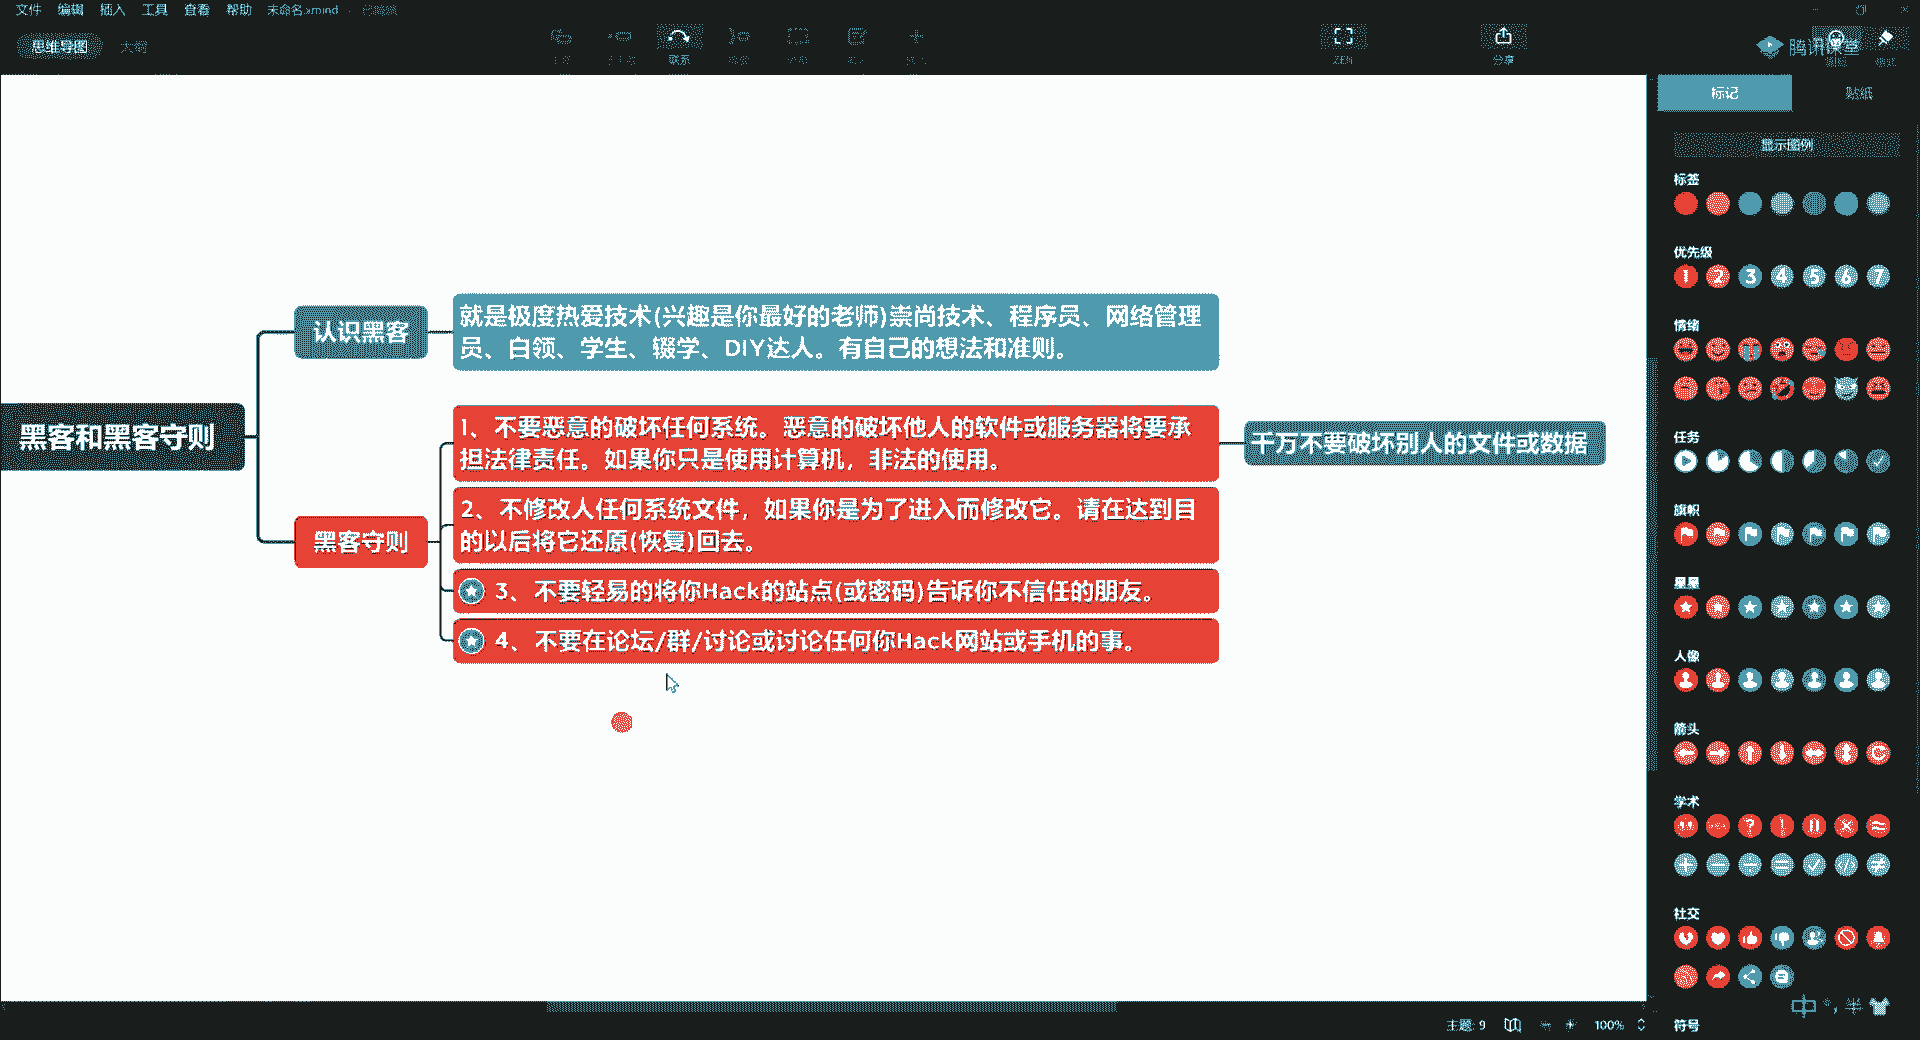 文件 编辑 插入 工具 查看 帮助 未命名.xmind
思维导图 大纲
联系 ZEN 分享
腾讯课堂
标记 贴纸
显示图例
标签
优先级
1 2 3 4 5 6 7
情绪
任务
旗帜
星星
人像
箭头
学术
社交
符号
黑客和黑客守则
认识黑客
就是极度热爱技术(兴趣是你最好的老师)崇尚技术、程序员、网络管理
员、白领、学生、辍学、DIY达人。有自己的想法和准则。
黑客守则
1、不要恶意的破坏任何系统。恶意的破坏他人的软件或服务器将要承
担法律责任。如果你只是使用计算机，非法的使用。
千万不要破坏别人的文件或数据
2、不修改人任何系统文件，如果你是为了进入而修改它。请在达到目
的以后将它还原(恢复)回去。
3、不要轻易的将你Hack的站点(或密码)告诉你不信任的朋友。
4、不要在论坛/群/讨论或讨论任何你Hack网站或手机的事。
主题: 9 100%
中 °, 半